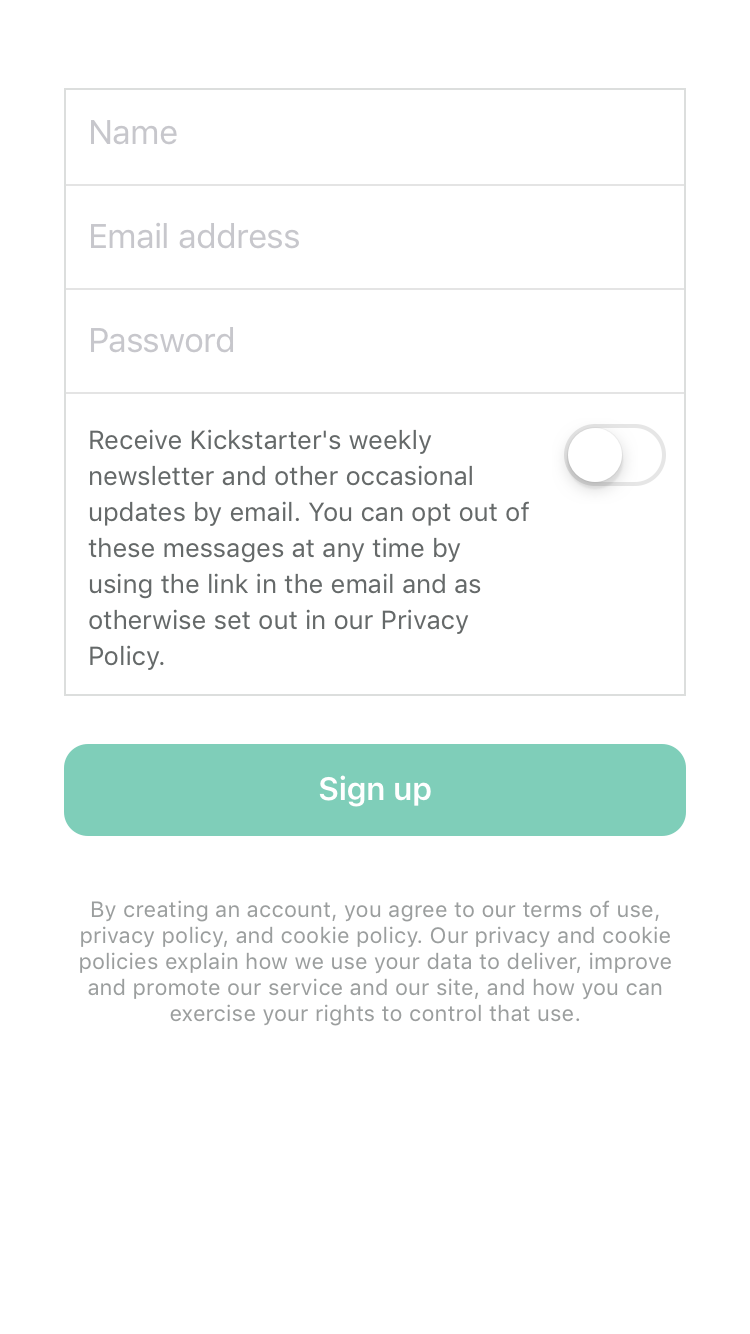 Name
Email address
Password
Receive Kickstarter's weekly
newsletter and other occasional
updates by email. You can opt out of
these messages at any time by
using the link in the email and as
otherwise set out in our Privacy
Policy.
Sign up
By creating an account, you agree to our terms of use,
privacy policy, and cookie policy. Our privacy and cookie
policies explain how we use your data to deliver, improve
and promote our service and our site, and how you can
exercise your rights to control that use.